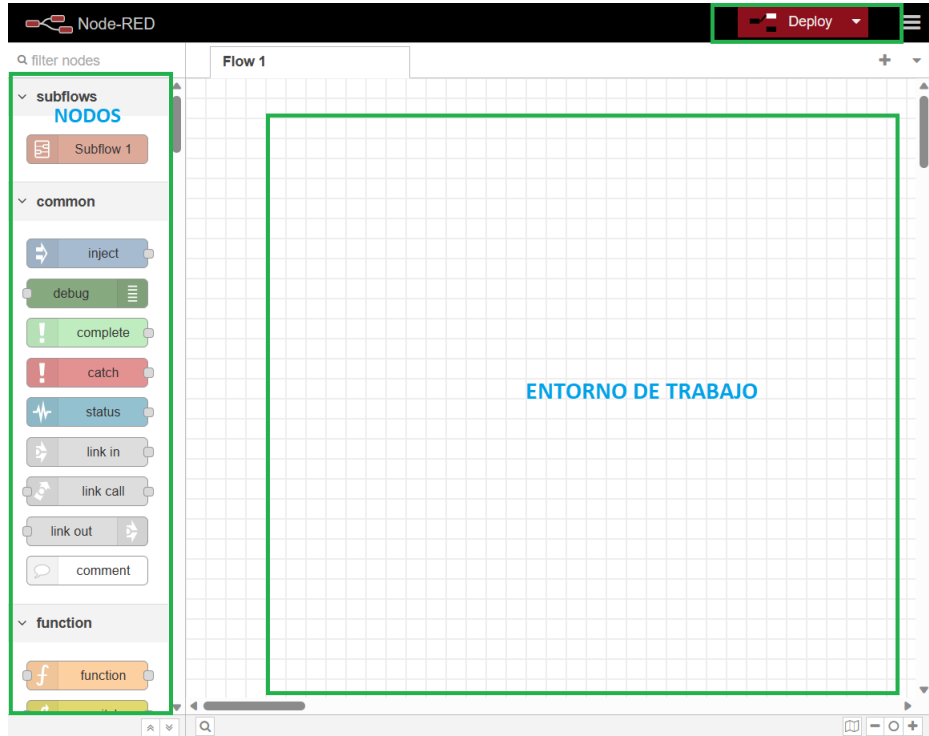 Node-RED
Deploy
filter nodes
Flow 1
subflows
NODOS
Subflow 1
common
inject
debug
complete
catch
status
link in
link call
link out
comment
function
function
ENTORNO DE TRABAJO